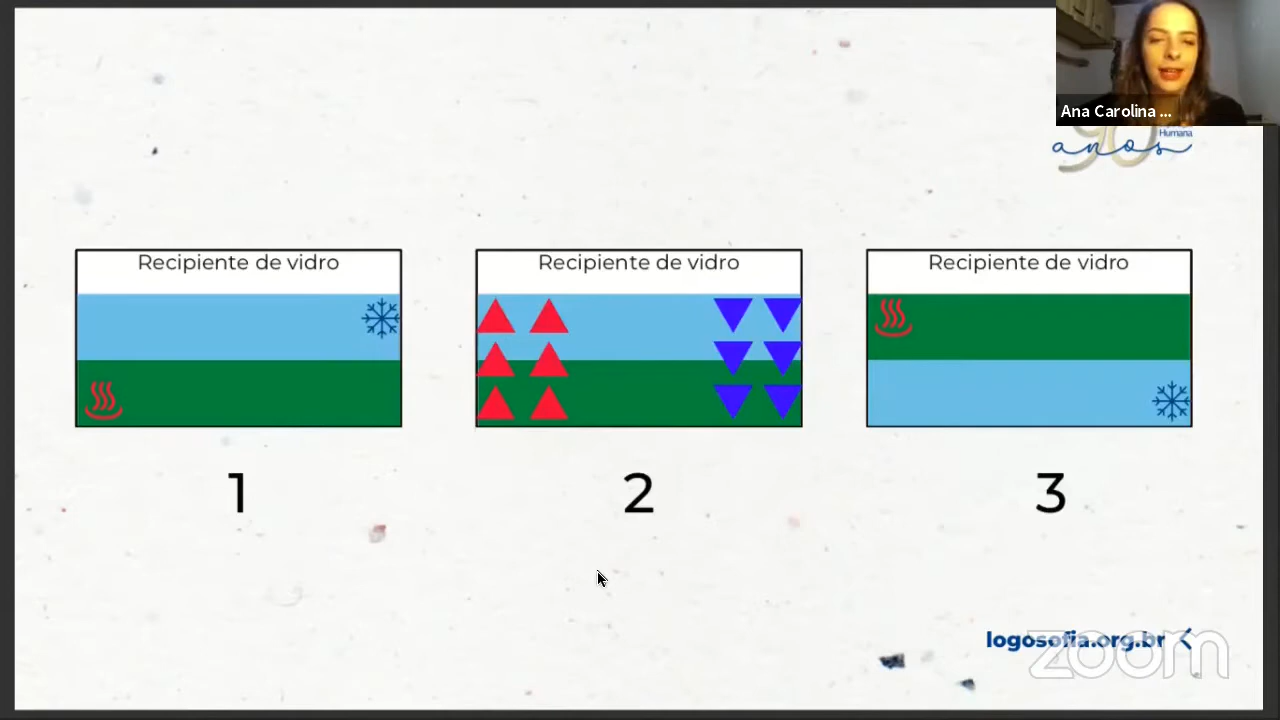 Ana Carolina ...
90
Humana
anos
Recipiente de vidro
Recipiente de vidro
Recipiente de vidro
1
2
3
logosofia.org.br
zoom